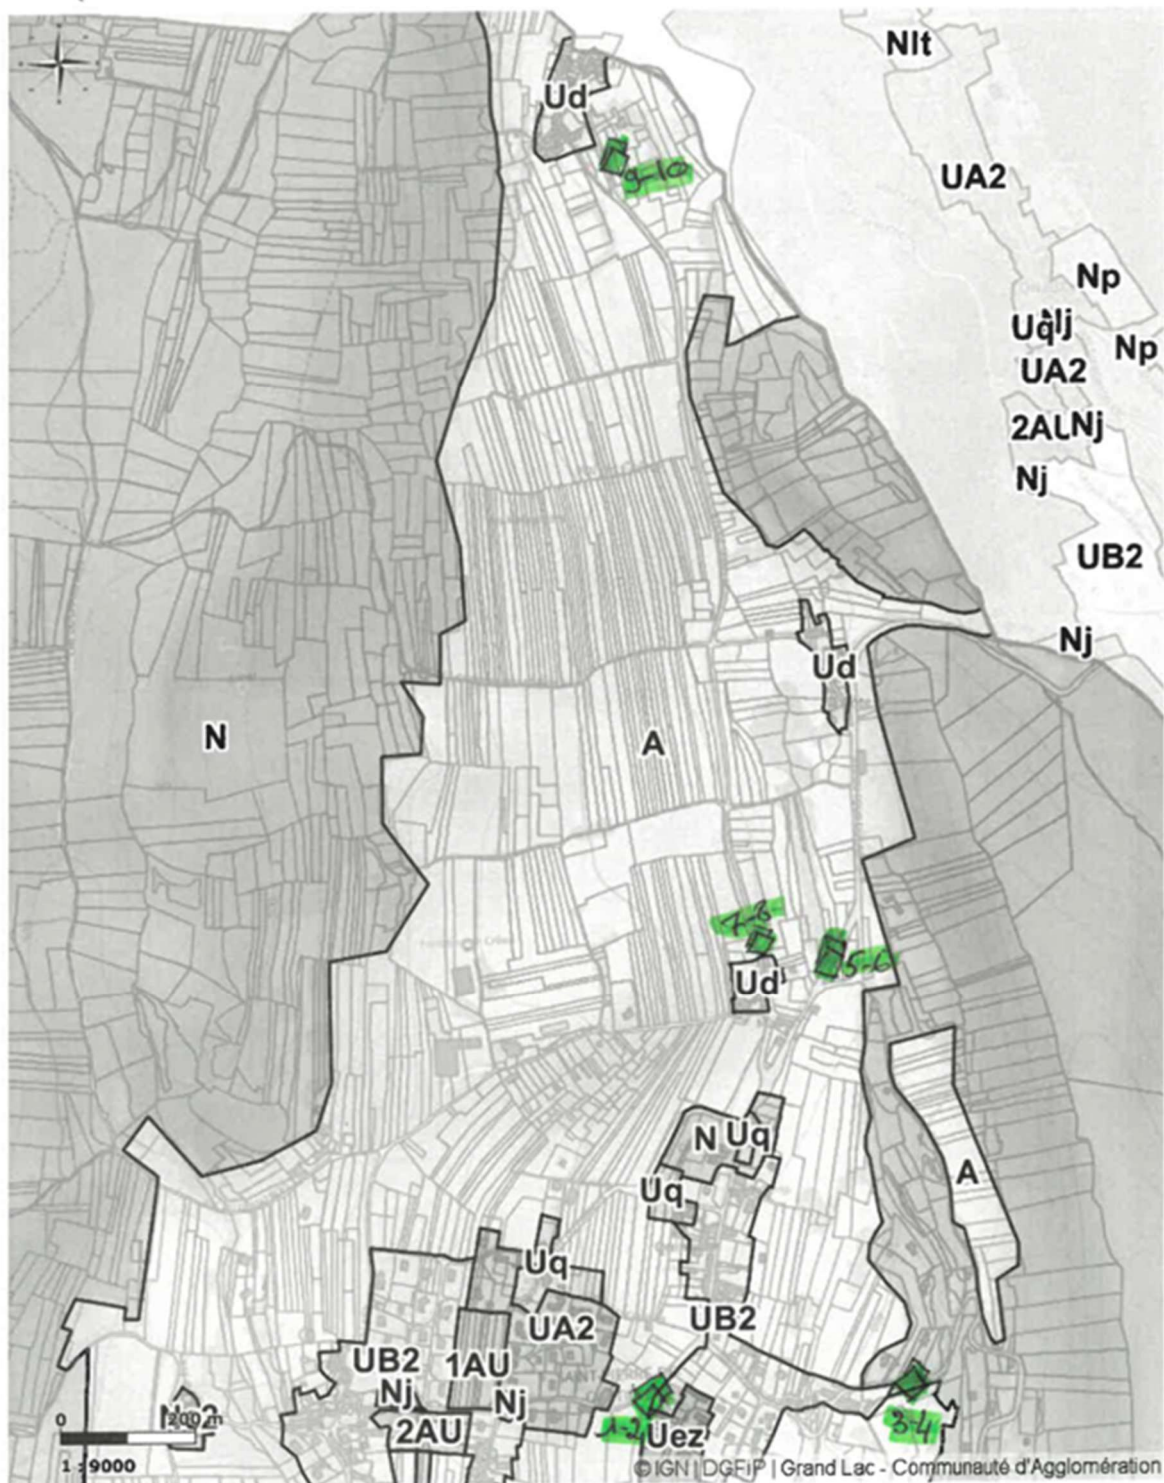 Nlt
Ud
9-10
UA2
Np
Uq
Np
UA2
2AU
Nj
Nj
UB2
Nj
Ud
N
A
7-8
5-6
Ud
N
Uq
A
Uq
Uq
UB2
UA2
UB2
1AU
Nj
Nj
0
200 m
2AU
1-2
Uez
3-4
1 : 9000
© IGN | DGFiP | Grand Lac - Communauté d'Agglomération